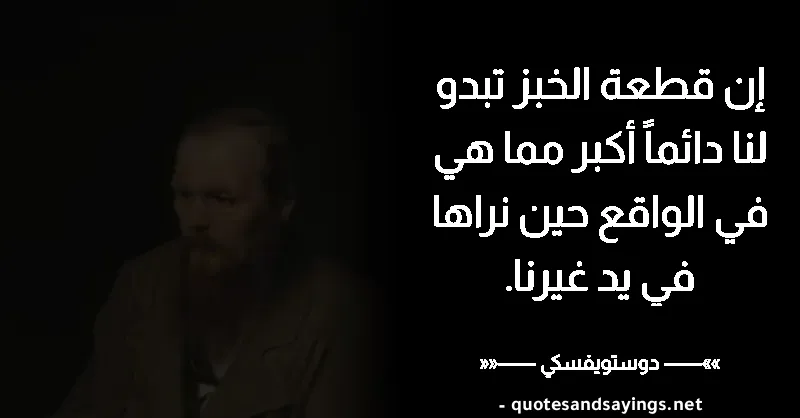 إن قطعة الخبز تبدو
لنا دائماً أكبر مما هي
في الواقع حين نراها
في يد غيرنا.
»»—— دوستويفسكي ——««
- quotesandsayings.net